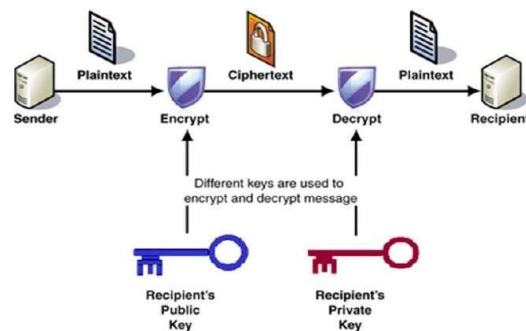 Plaintext
Ciphertext
Plaintext
Sender
Encrypt
Decrypt
Recipient
Different keys are used to
encrypt and decrypt message
Recipient's
Public
Key
Recipient's
Private
Key